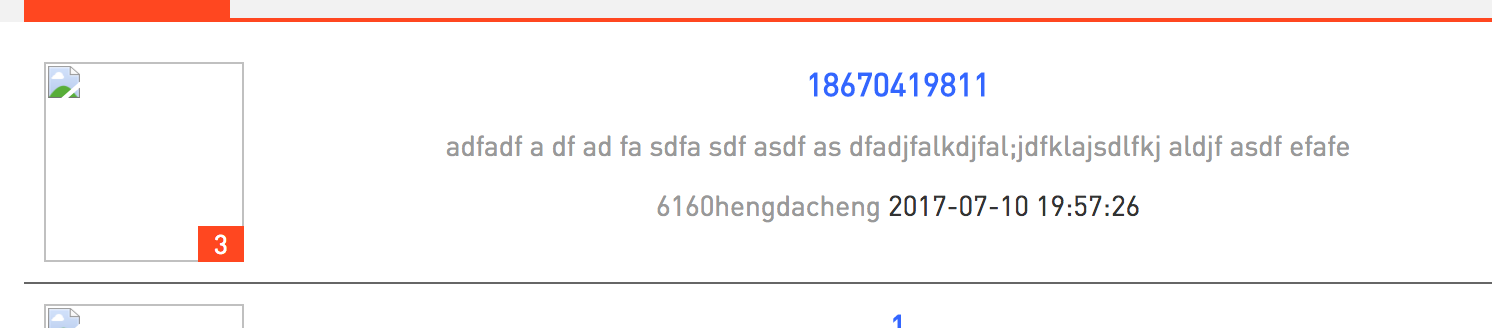 18670419811
adfadf a df ad fa sdfa sdf asdf as dfadjfalkdjfal;jdfklajsdlfkj aldjf asdf efafe
6160hengdacheng 2017-07-10 19:57:26
3
1